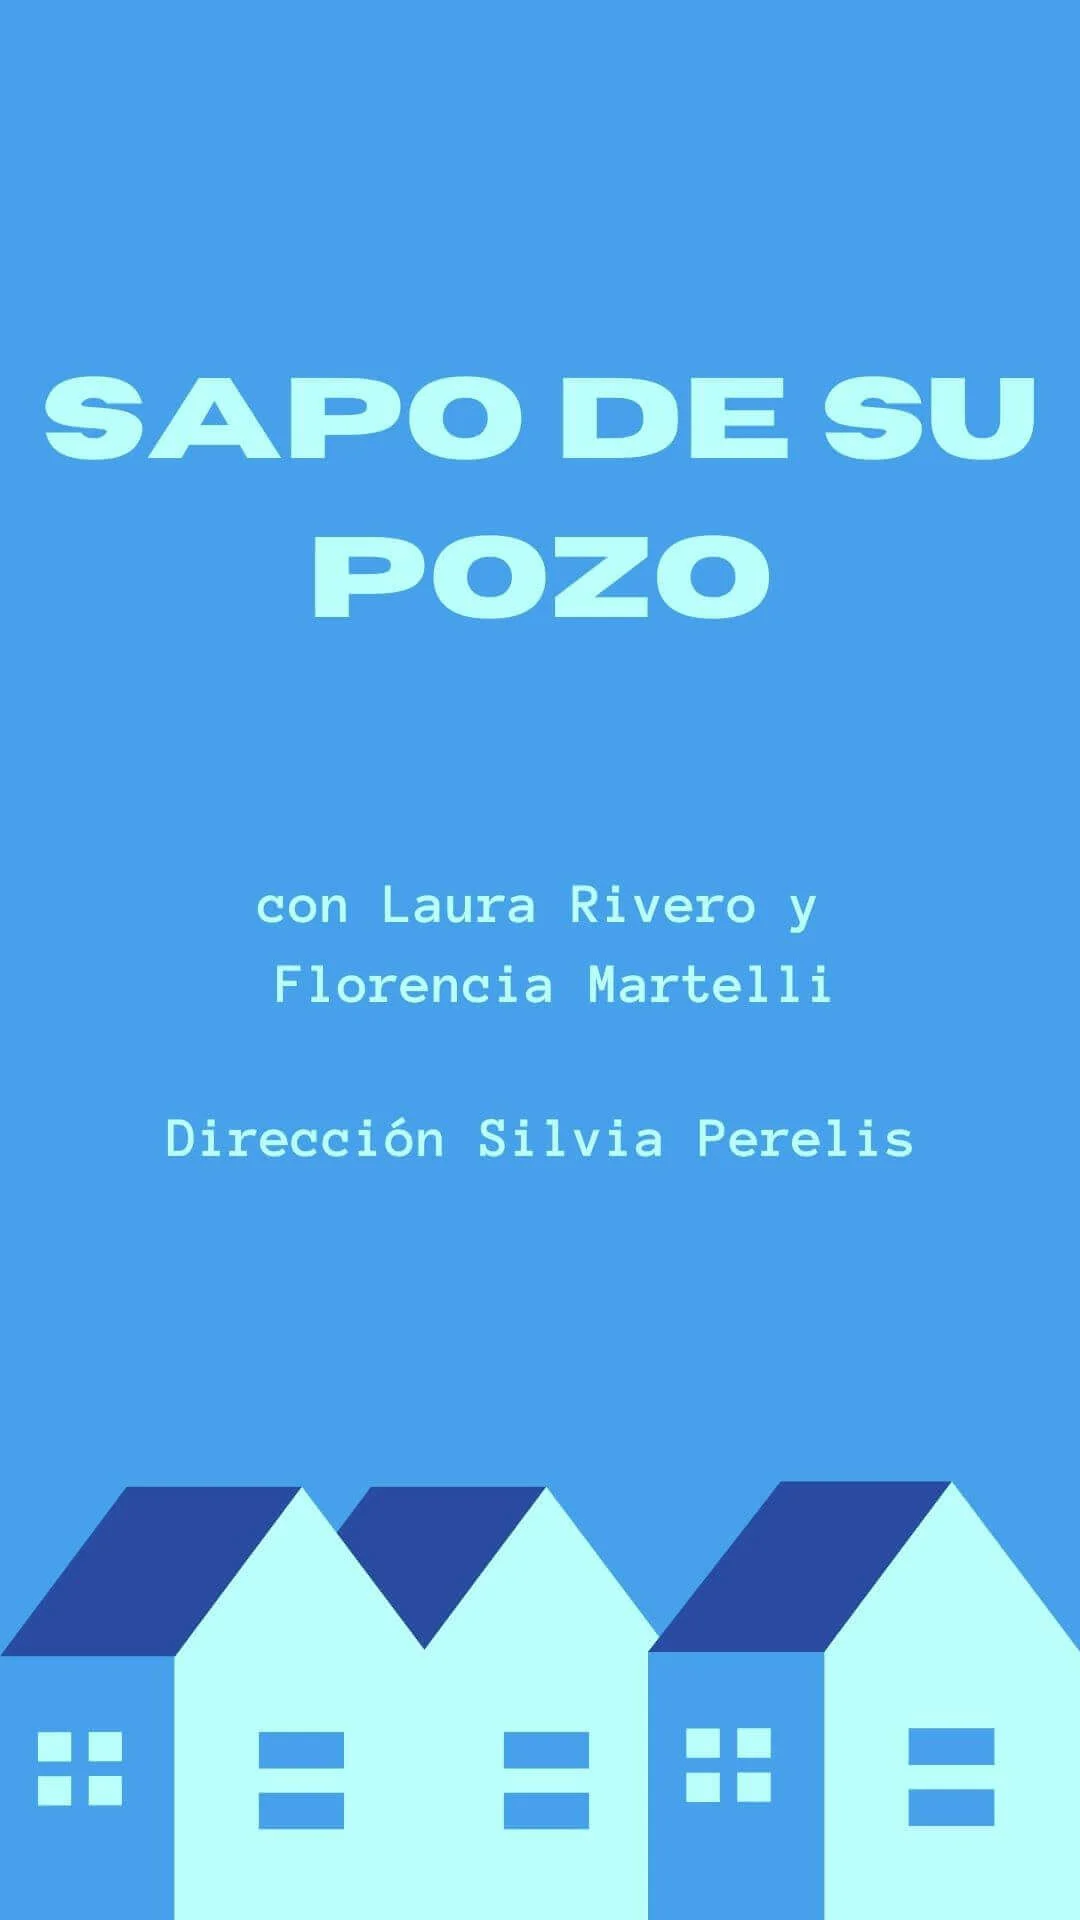 SAPO DE SU
POZO
con Laura Rivero y
Florencia Martelli
Dirección Silvia Perelis